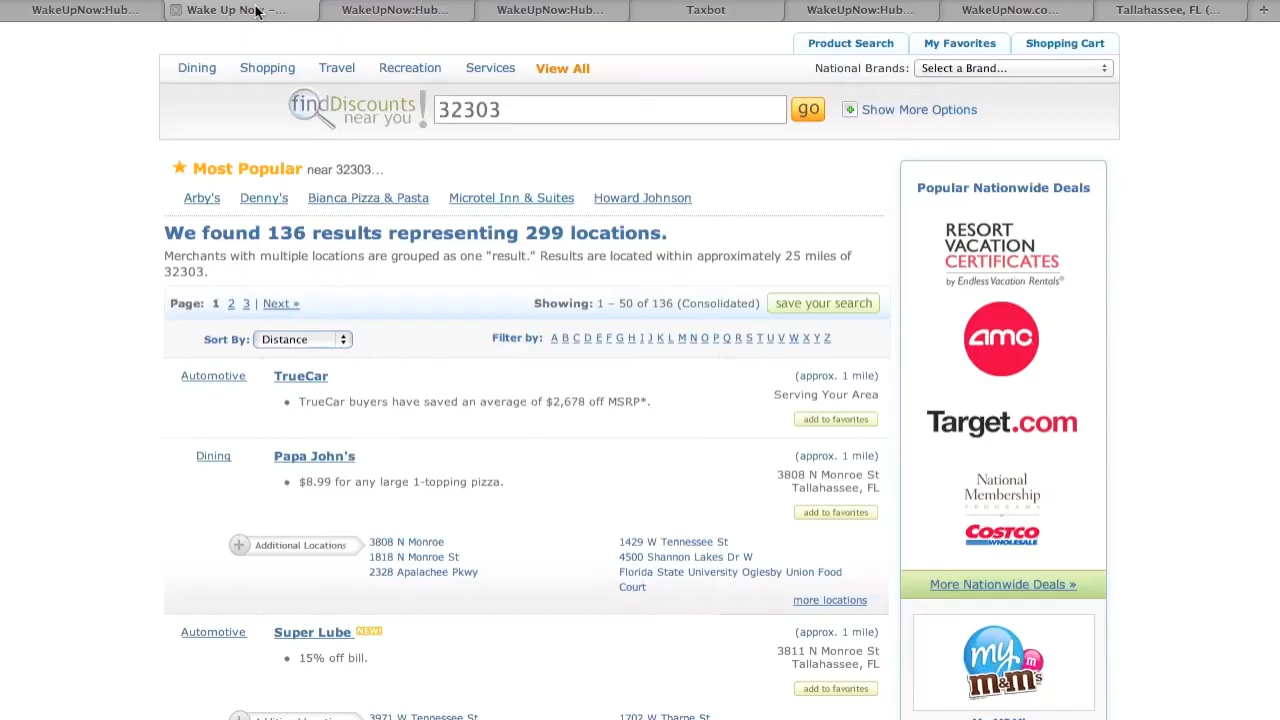 WakeUpNow:Hub...
Wake Up Now –...
WakeUpNow:Hub...
WakeUpNow:Hub...
Taxbot
WakeUpNow:Hub...
WakeUpNow.co...
Tallahassee, FL (...
Product Search
My Favorites
Shopping Cart
Dining
Shopping
Travel
Recreation
Services
View All
National Brands:
Select a Brand...
findDiscounts
near you!
32303
go
Show More Options
Most Popular near 32303...
Arby's
Denny's
Bianca Pizza & Pasta
Microtel Inn & Suites
Howard Johnson
We found 136 results representing 299 locations.
Merchants with multiple locations are grouped as one "result." Results are located within approximately 25 miles of
32303.
Page: 1 2 3 | Next »
Showing: 1 – 50 of 136 (Consolidated)
save your search
Sort By: Distance
Filter by: A B C D E F G H I J K L M N O P Q R S T U V W X Y Z
Automotive
TrueCar
TrueCar buyers have saved an average of $2,678 off MSRP*.
(approx. 1 mile)
Serving Your Area
add to favorites
Dining
Papa John's
$8.99 for any large 1-topping pizza.
(approx. 1 mile)
3808 N Monroe St
Tallahassee, FL
add to favorites
Additional Locations
3808 N Monroe
1818 N Monroe St
2328 Apalachee Pkwy
1429 W Tennessee St
4500 Shannon Lakes Dr W
Florida State University Oglesby Union Food
Court
more locations
Automotive
Super Lube NEW!
15% off bill.
(approx. 1 mile)
3811 N Monroe St
Tallahassee, FL
add to favorites
3971 W Tennessee St
1702 W Tharpe St
Popular Nationwide Deals
RESORT
VACATION
CERTIFICATES
by Endless Vacation Rentals®
amc
Target.com
National
Membership
PROGRAMS
COSTCO
WHOLESALE
More Nationwide Deals »
my
m&m's